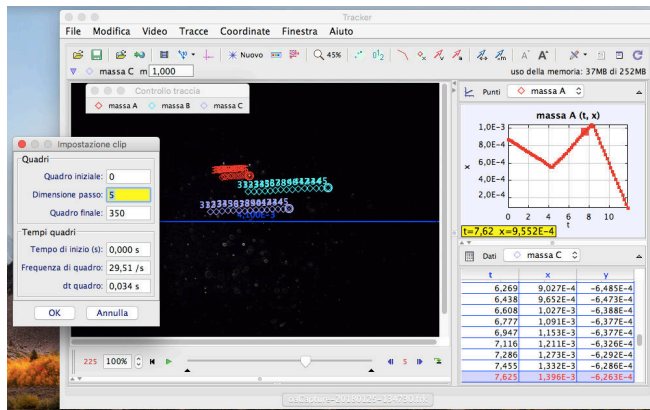 Tracker
File Modifica Video Tracce Coordinate Finestra Aiuto
Nuovo 45%
massa C m 1,000 uso della memoria: 37MB di 252MB
Controllo traccia
massa A massa B massa C
Punti massa A
massa A (t, x)
x
1,0E-3
8,0E-4
6,0E-4
4,0E-4
2,0E-4
0 2 4 6 8 10
t
t=7,62 x=9,552E-4
Impostazione clip
Quadri
Quadro iniziale: 0
Dimensione passo: 5
Quadro finale: 350
Tempi quadri
Tempo di inizio (s): 0,000 s
Frequenza di quadro: 29,51 /s
dt quadro: 0,034 s
OK Annulla
Dati massa C
t x y
6,269 9,027E-4 -6,485E-4
6,438 9,652E-4 -6,473E-4
6,608 1,027E-3 -6,388E-4
6,777 1,091E-3 -6,377E-4
6,947 1,153E-3 -6,377E-4
7,116 1,211E-3 -6,326E-4
7,286 1,273E-3 -6,292E-4
7,455 1,332E-3 -6,286E-4
7,625 1,396E-3 -6,263E-4
225 100% 5